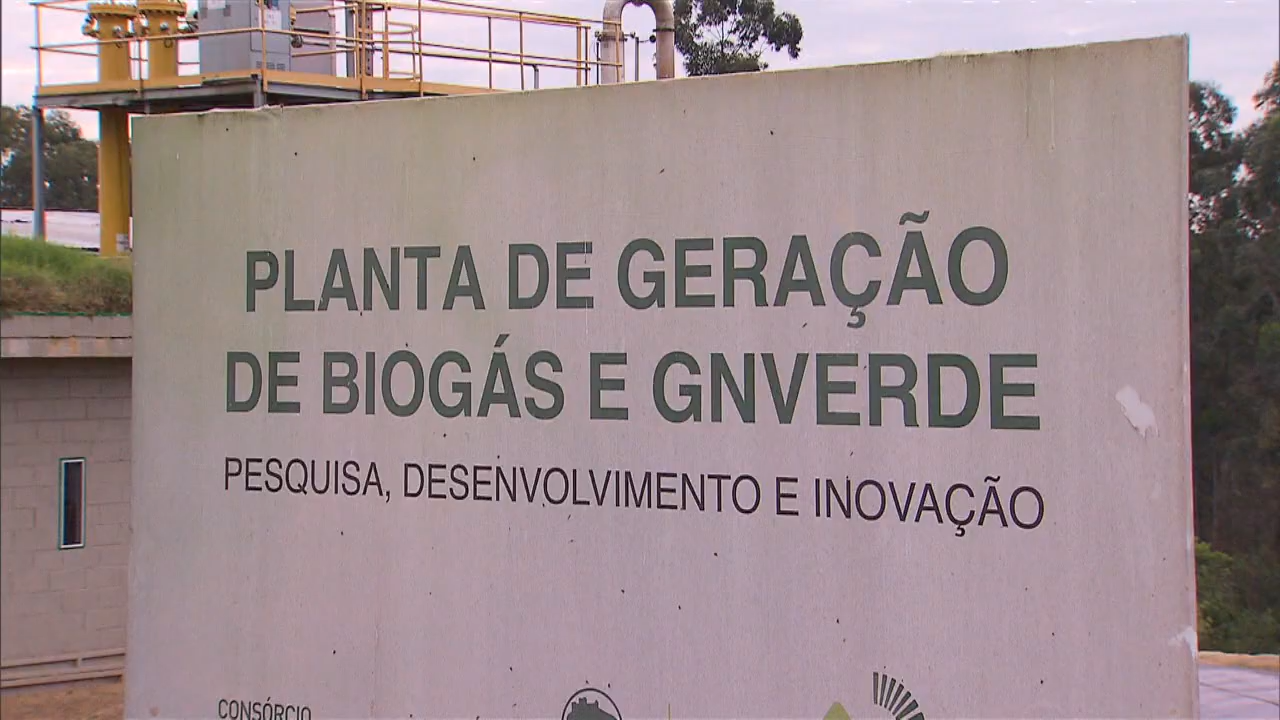 PLANTA DE GERAÇÃO
DE BIOGÁS E GNVERDE
PESQUISA, DESENVOLVIMENTO E INOVAÇÃO
CONSÓRCIO